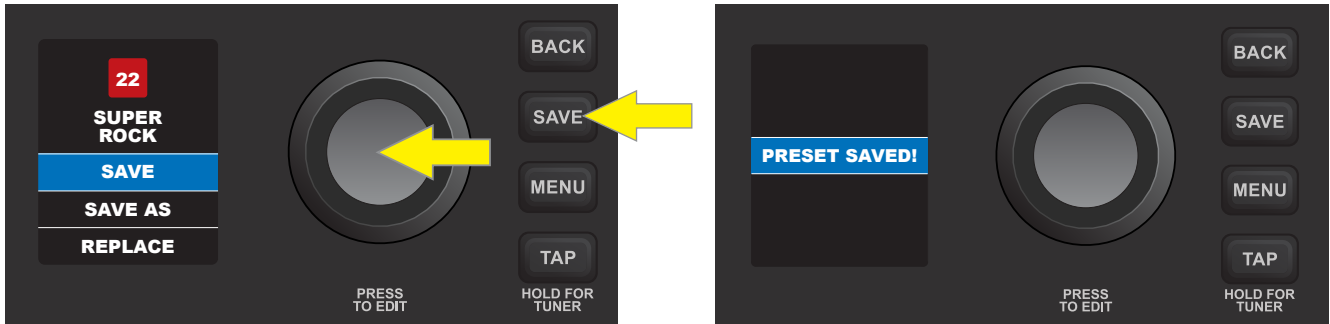 22
SUPER
ROCK
SAVE
SAVE AS
REPLACE
PRESS
TO EDIT
BACK
SAVE
MENU
TAP
HOLD FOR
TUNER
PRESET SAVED!
PRESS
TO EDIT
BACK
SAVE
MENU
TAP
HOLD FOR
TUNER